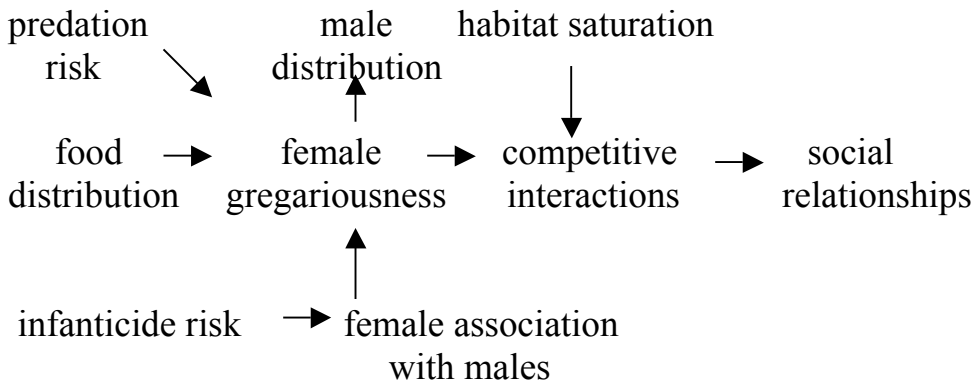 predation
risk
male
distribution
habitat saturation
food
distribution
female
gregariousness
competitive
interactions
social
relationships
infanticide risk
female association
with males